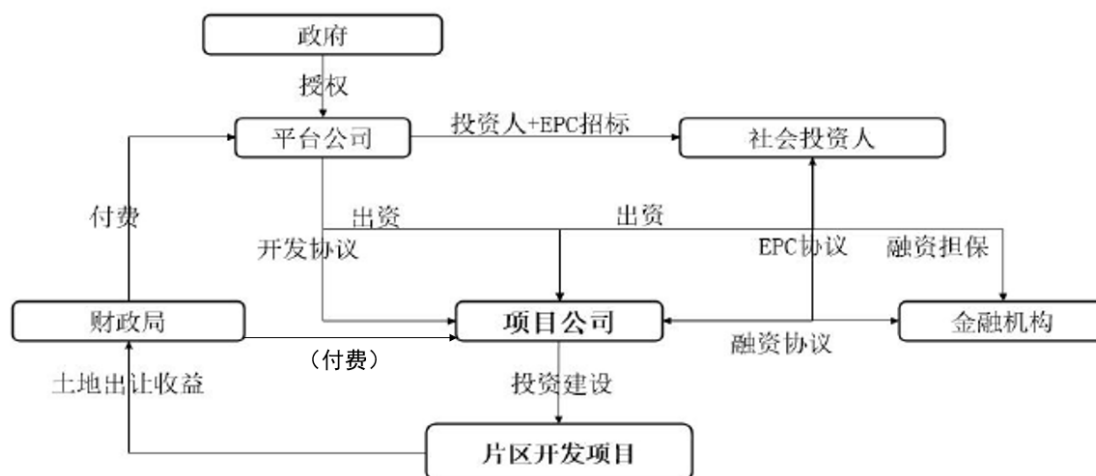 政府
授权
平台公司
投资人+EPC招标
社会投资人
付费
出资
出资
开发协议
EPC协议
融资担保
财政局
项目公司
金融机构
（付费）
融资协议
土地出让收益
投资建设
片区开发项目